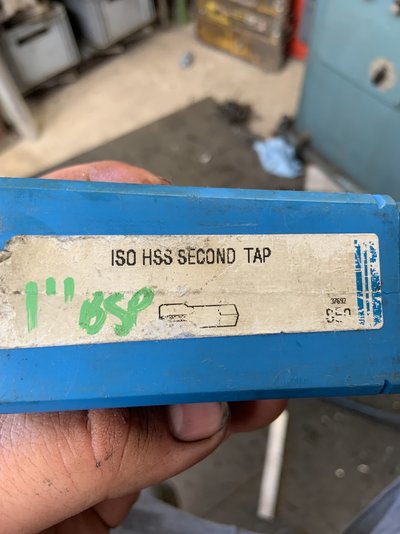 ISO HSS SECOND TAP
1" BSP